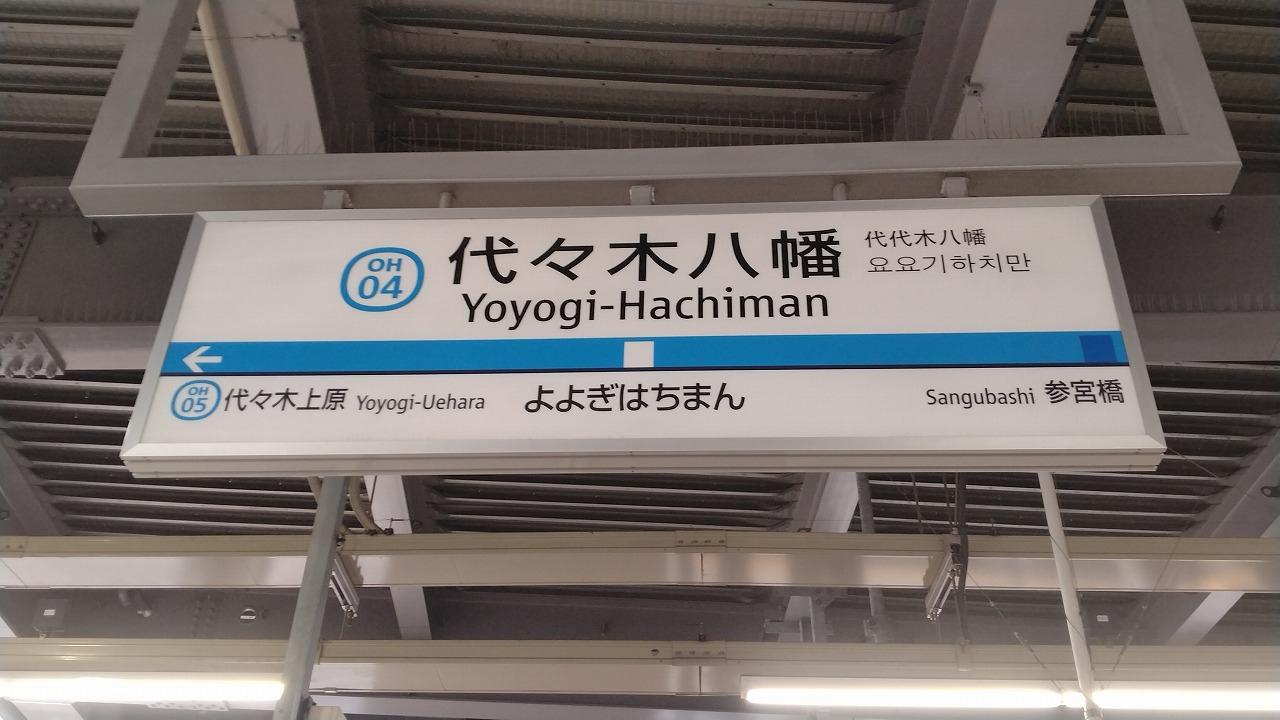 OH
04
代々木八幡
Yoyogi-Hachiman
代代木八幡
요요기하치만
←
OH
05
代々木上原 Yoyogi-Uehara
よよぎはちまん
Sangubashi 参宮橋